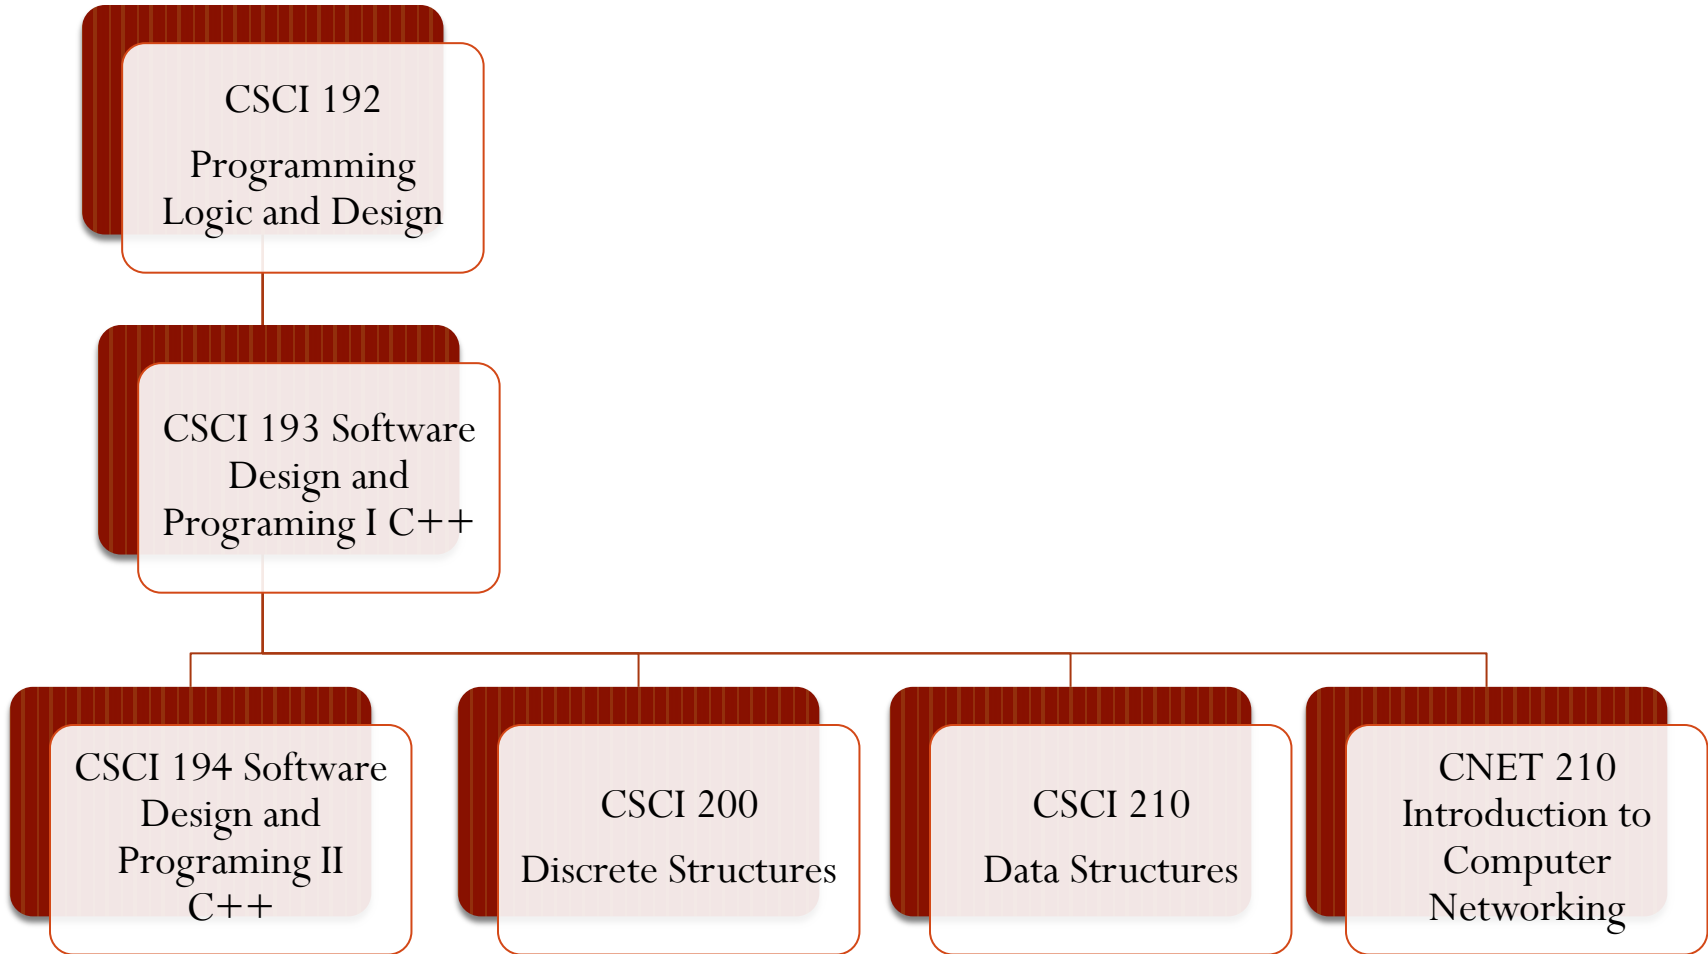 CSCI 192
Programming
Logic and Design
CSCI 193 Software
Design and
Programing I C++
CSCI 194 Software
Design and
Programing II
C++
CSCI 200
Discrete Structures
CSCI 210
Data Structures
CNET 210
Introduction to
Computer
Networking